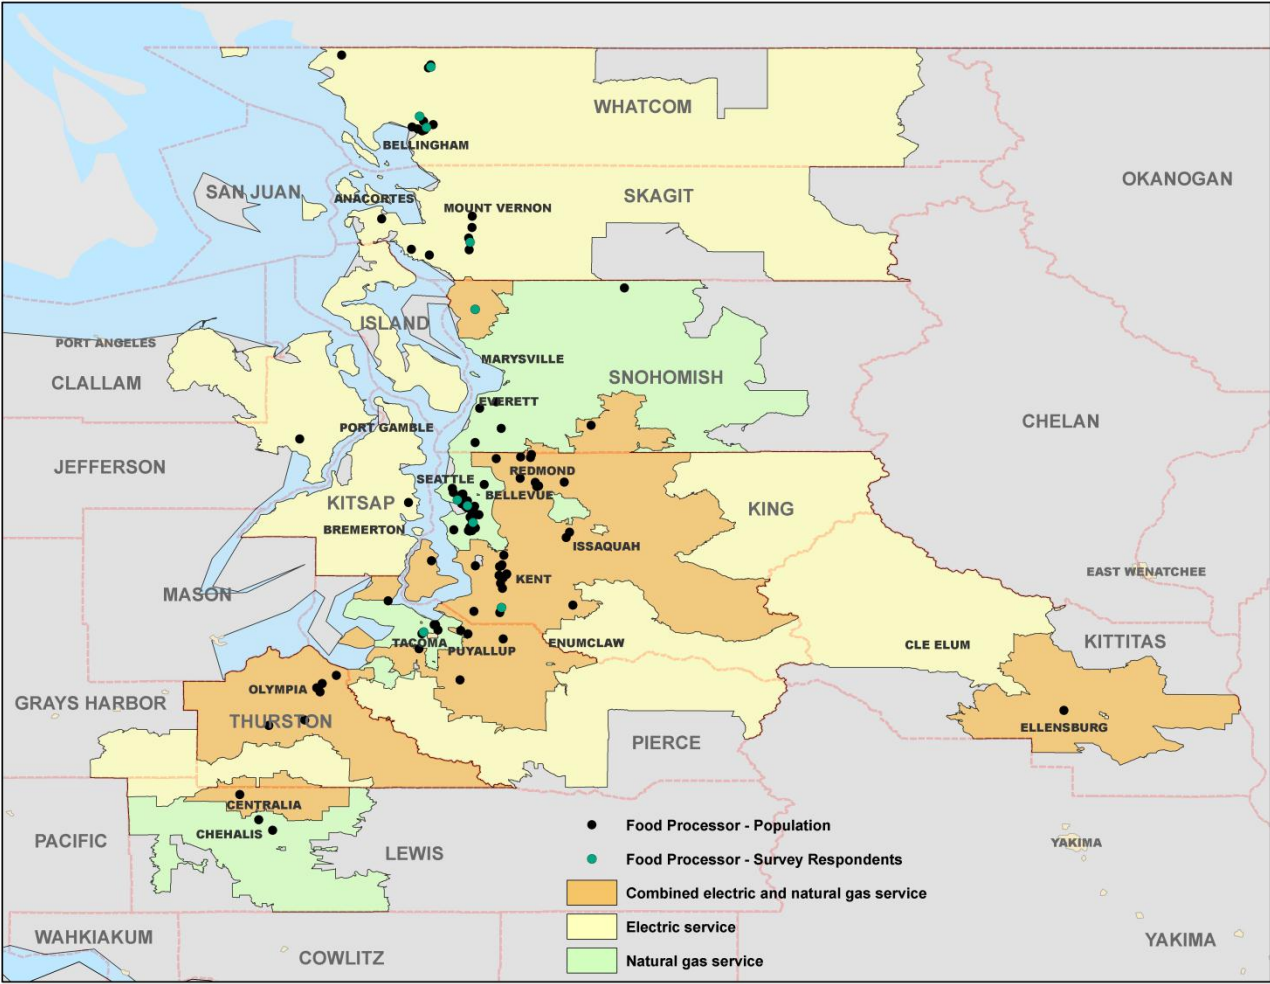 WHATCOM
BELLINGHAM
SAN JUAN
ANACORTES
MOUNT VERNON
SKAGIT
OKANOGAN
ISLAND
PORT ANGELES
CLALLAM
MARYSVILLE
SNOHOMISH
EVERETT
PORT GAMBLE
CHELAN
JEFFERSON
SEATTLE
REDMOND
BELLEVUE
KITSAP
KING
BREMERTON
ISSAQUAH
KENT
EAST WENATCHEE
MASON
TACOMA
PUYALLUP
ENUMCLAW
CLE ELUM
KITTITAS
OLYMPIA
GRAYS HARBOR
THURSTON
ELLENSBURG
PIERCE
CENTRALIA
CHEHALIS
PACIFIC
LEWIS
YAKIMA
Food Processor - Population
Food Processor - Survey Respondents
Combined electric and natural gas service
Electric service
Natural gas service
WAHKIAKUM
COWLITZ
YAKIMA